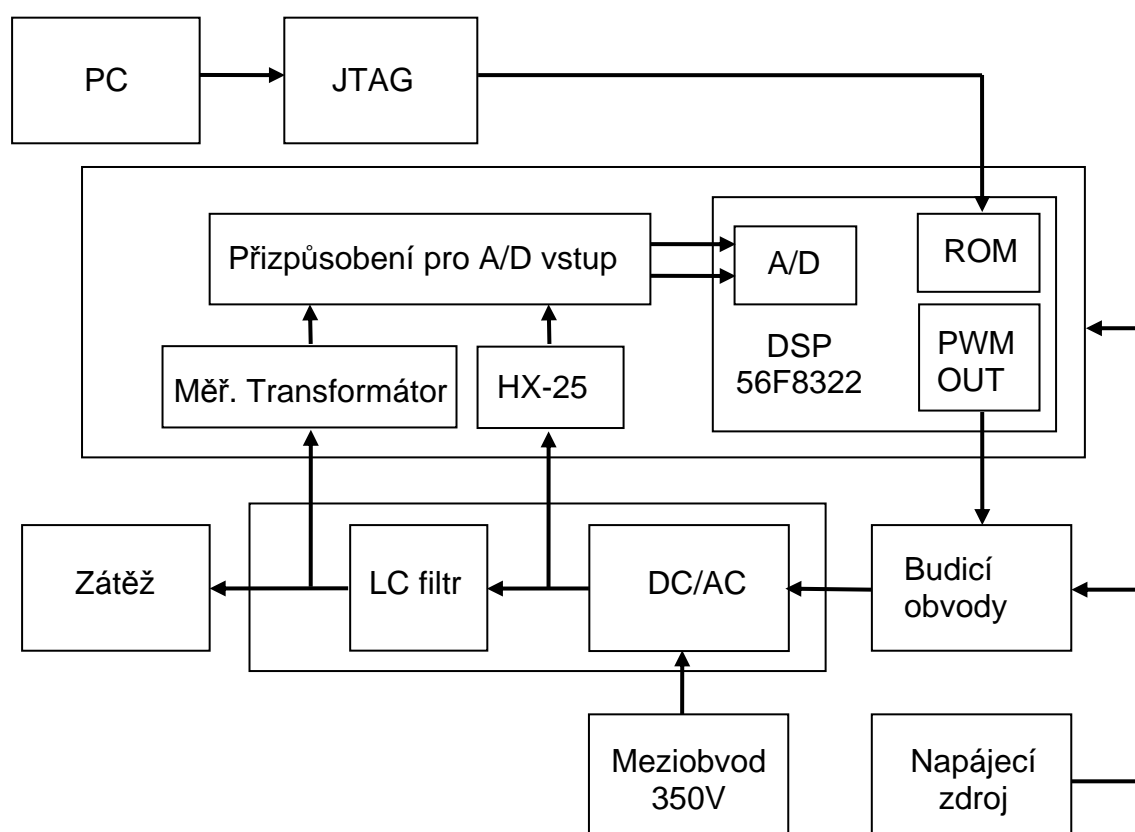 PC
JTAG
Přizpůsobení pro A/D vstup
A/D
ROM
DSP
56F8322
PWM
OUT
Měř. Transformátor
HX-25
Zátěž
LC filtr
DC/AC
Budicí
obvody
Meziobvod
350V
Napájecí
zdroj